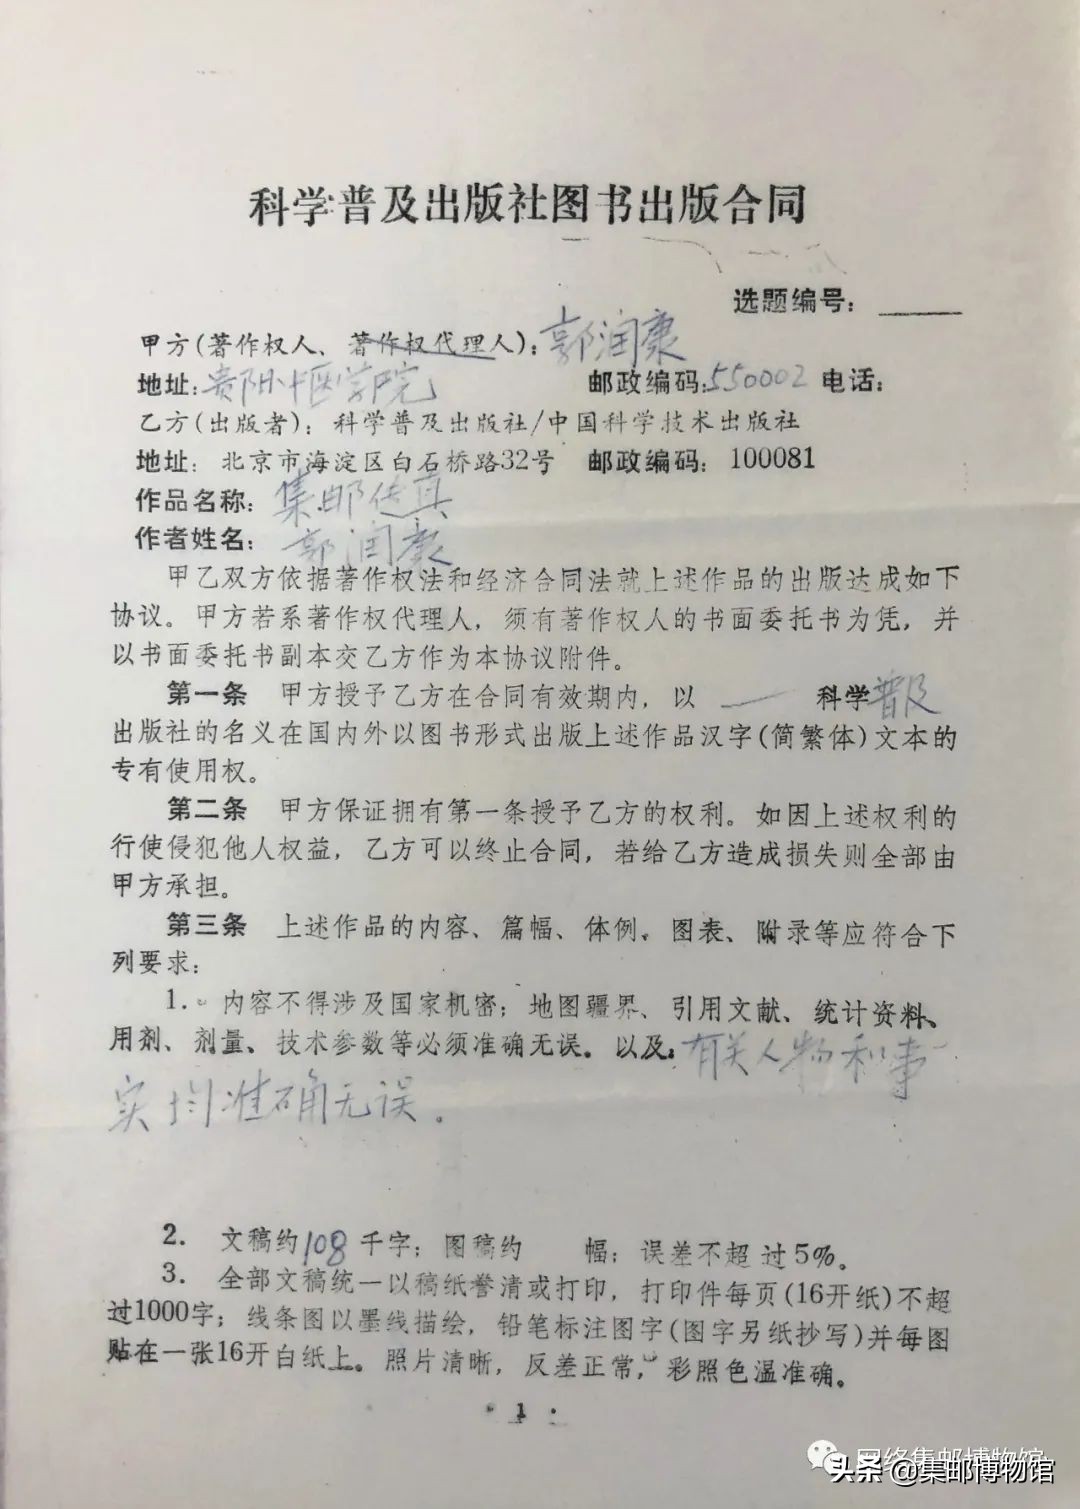 科学普及出版社图书出版合同
选题编号：
甲方(著作权人、著作权代理人)：郭润康
地址：贵阳中医学院 邮政编码：550002 电话：
乙方(出版者)：科学普及出版社/中国科学技术出版社
地址：北京市海淀区白石桥路32号 邮政编码：100081
作品名称：集邮传真
作者姓名：郭润康
甲乙双方依据著作权法和经济合同法就上述作品的出版达成如下
协议。甲方若系著作权代理人，须有著作权人的书面委托书为凭，并
以书面委托书副本交乙方作为本协议附件。
第一条 甲方授予乙方在合同有效期内，以 科学普及
出版社的名义在国内外以图书形式出版上述作品汉字(简繁体)文本的
专有使用权。
第二条 甲方保证拥有第一条授予乙方的权利。如因上述权利的
行使侵犯他人权益，乙方可以终止合同，若给乙方造成损失则全部由
甲方承担。
第三条 上述作品的内容、篇幅、体例、图表、附录等应符合下
列要求：
1. 内容不得涉及国家机密；地图疆界、引用文献、统计资料、
用剂、剂量、技术参数等必须准确无误。以及：有关人物和事
实均准确无误。
2. 文稿约108千字；图稿约 幅；误差不超过5%。
3. 全部文稿统一以稿纸誊清或打印，打印件每页(16开纸)不超
过1000字；线条图以墨线描绘，铅笔标注图字(图字另纸抄写)并每图
贴在一张16开白纸上。照片清晰，反差正常，彩照色温准确。
· 1 ·
网络集邮博物馆
头条 @集邮博物馆